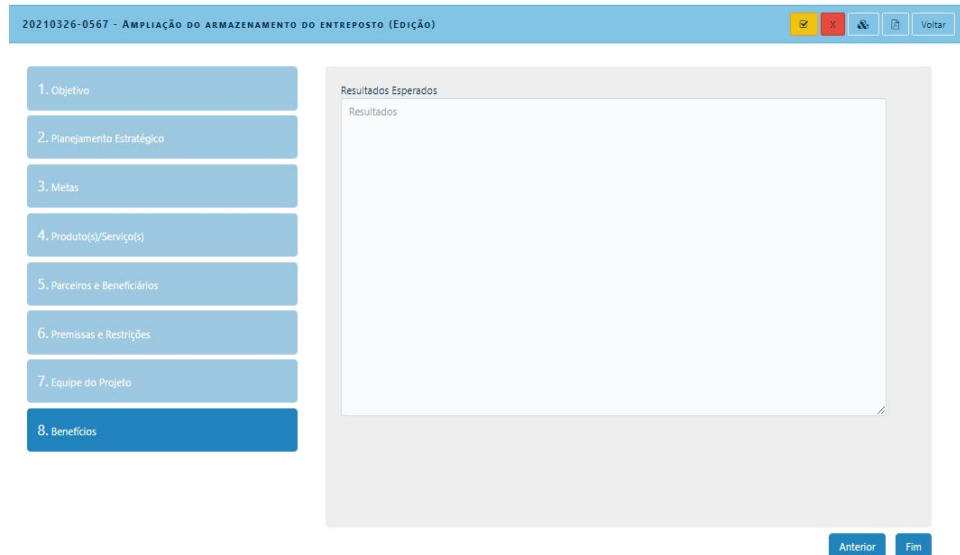 20210326-0567 - Ampliação do armazenamento do entreposto (Edição)
X
Voltar
1. Objetivo
2. Planejamento Estratégico
3. Metas
4. Produto(s)/Serviço(s)
5. Parceiros e Beneficiários
6. Premissas e Restrições
7. Equipe do Projeto
8. Benefícios
Resultados Esperados
Resultados
Anterior
Fim